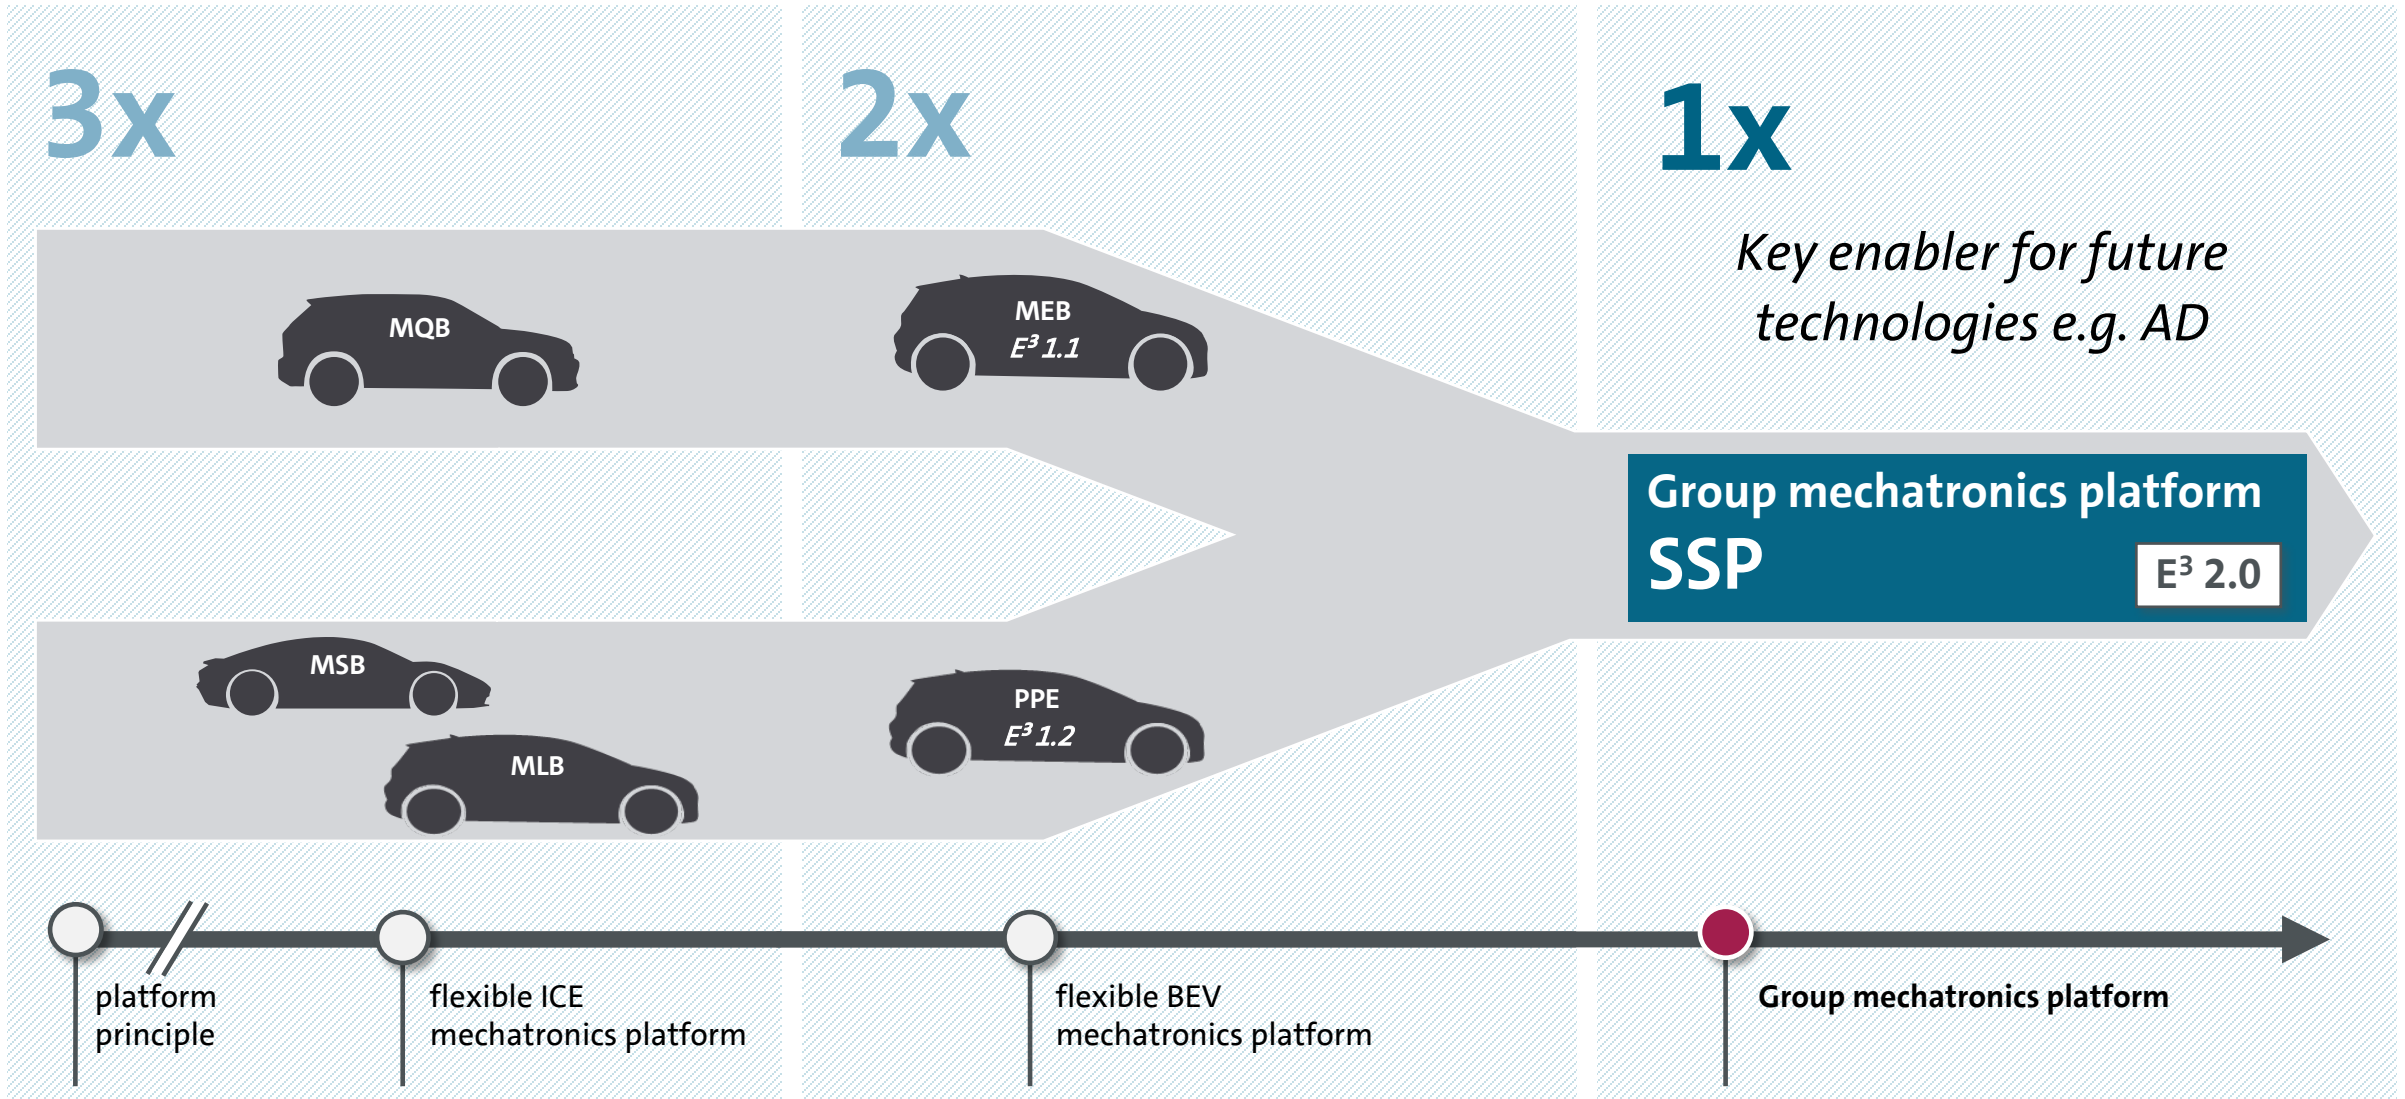 3x
2x
1x
Key enabler for future
technologies e.g. AD
MQB
MEB
E³ 1.1
Group mechatronics platform
SSP
E³ 2.0
MSB
MLB
PPE
E³ 1.2
platform
principle
flexible ICE
mechatronics platform
flexible BEV
mechatronics platform
Group mechatronics platform